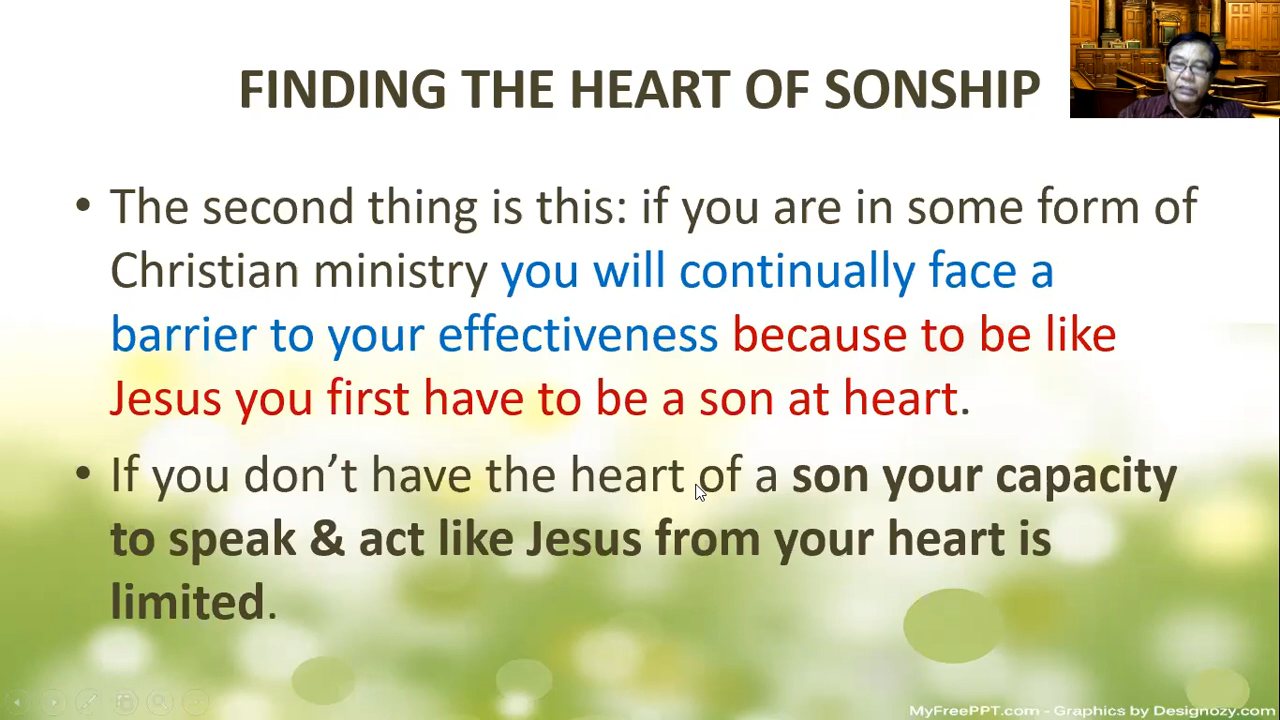 FINDING THE HEART OF SONSHIP
• The second thing is this: if you are in some form of
Christian ministry you will continually face a
barrier to your effectiveness because to be like
Jesus you first have to be a son at heart.
• If you don’t have the heart of a son your capacity
to speak & act like Jesus from your heart is
limited.
MyFreePPT.com - Graphics by Designozy.com